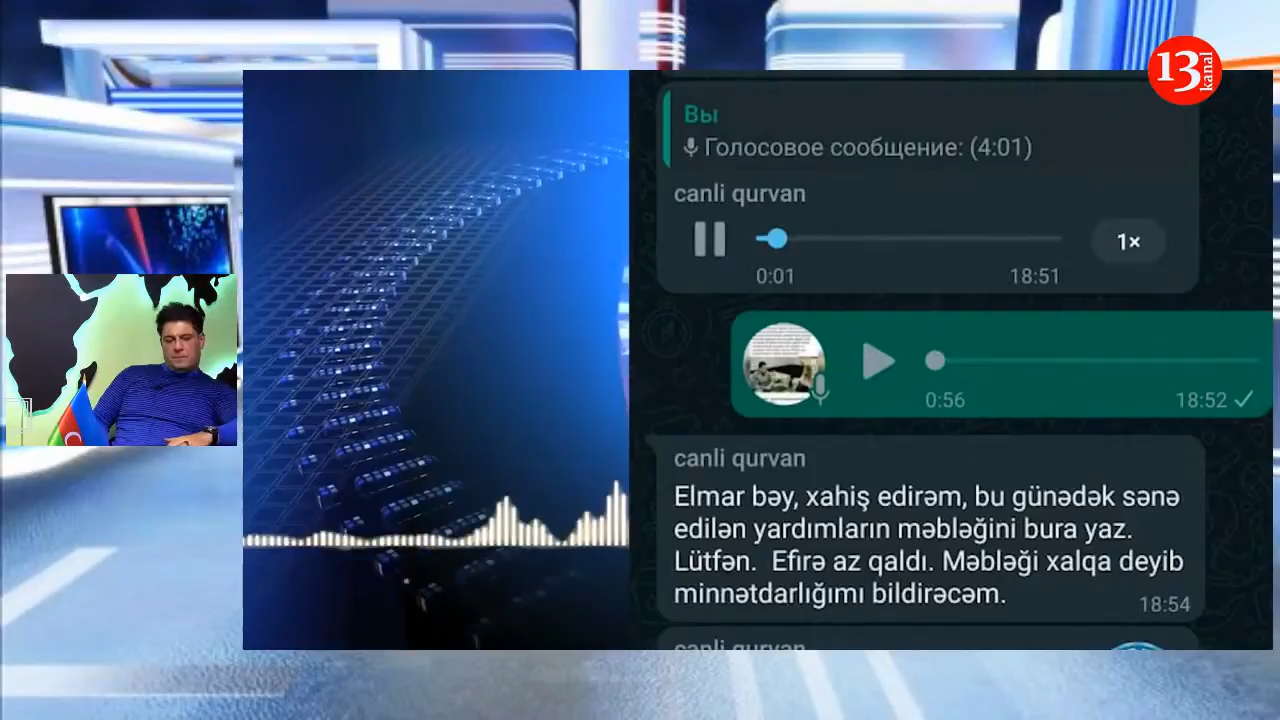 13 kanal
Вы
Голосовое сообщение: (4:01)
canli qurvan
1×
0:01 18:51
0:56 18:52
canli qurvan
Elmar bəy, xahiş edirəm, bu günədək sənə
edilən yardımların məbləğini bura yaz.
Lütfən. Efirə az qaldı. Məbləği xalqa deyib
minnətdarlığımı bildirəcəm.
18:54
canli qurvan